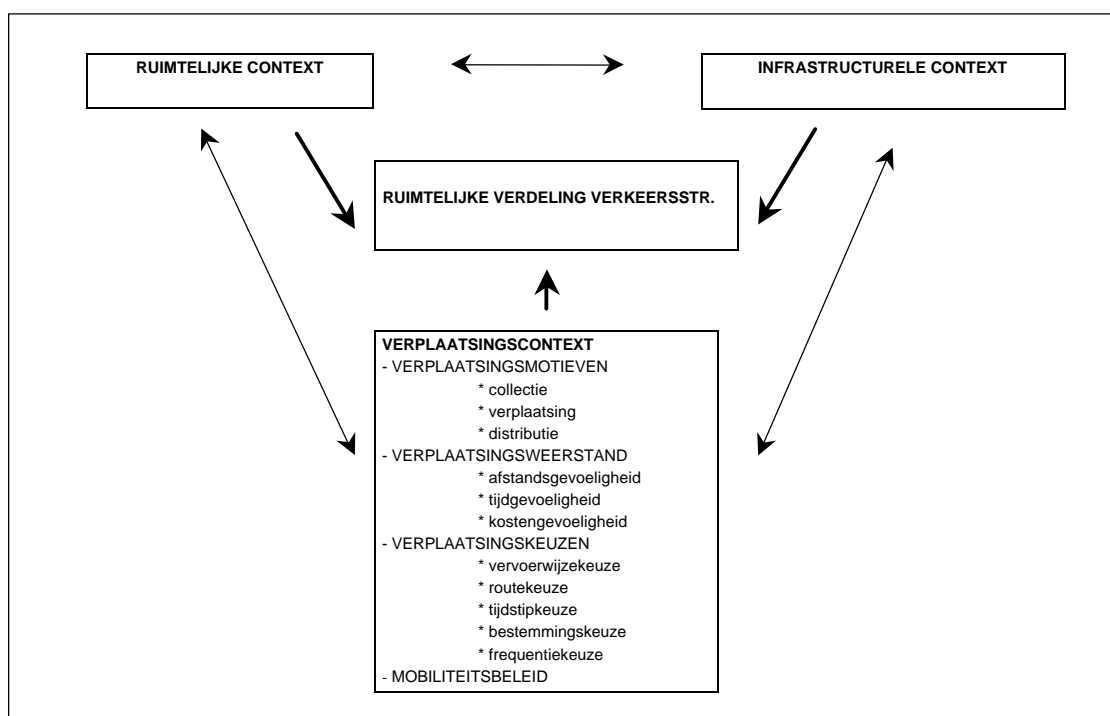 RUIMTELIJKE CONTEXT
INFRASTRUCTURELE CONTEXT
RUIMTELIJKE VERDELING VERKEERSSTR.
VERPLAATSINGSCONTEXT
- VERPLAATSINGSMOTIEVEN
* collectie
* verplaatsing
* distributie
- VERPLAATSINGSWEERSTAND
* afstandsgevoeligheid
* tijdgevoeligheid
* kostengevoeligheid
- VERPLAATSINGSKEUZEN
* vervoerwijzekeuze
* routekeuze
* tijdstipkeuze
* bestemmingskeuze
* frequentiekeuze
- MOBILITEITSBELEID